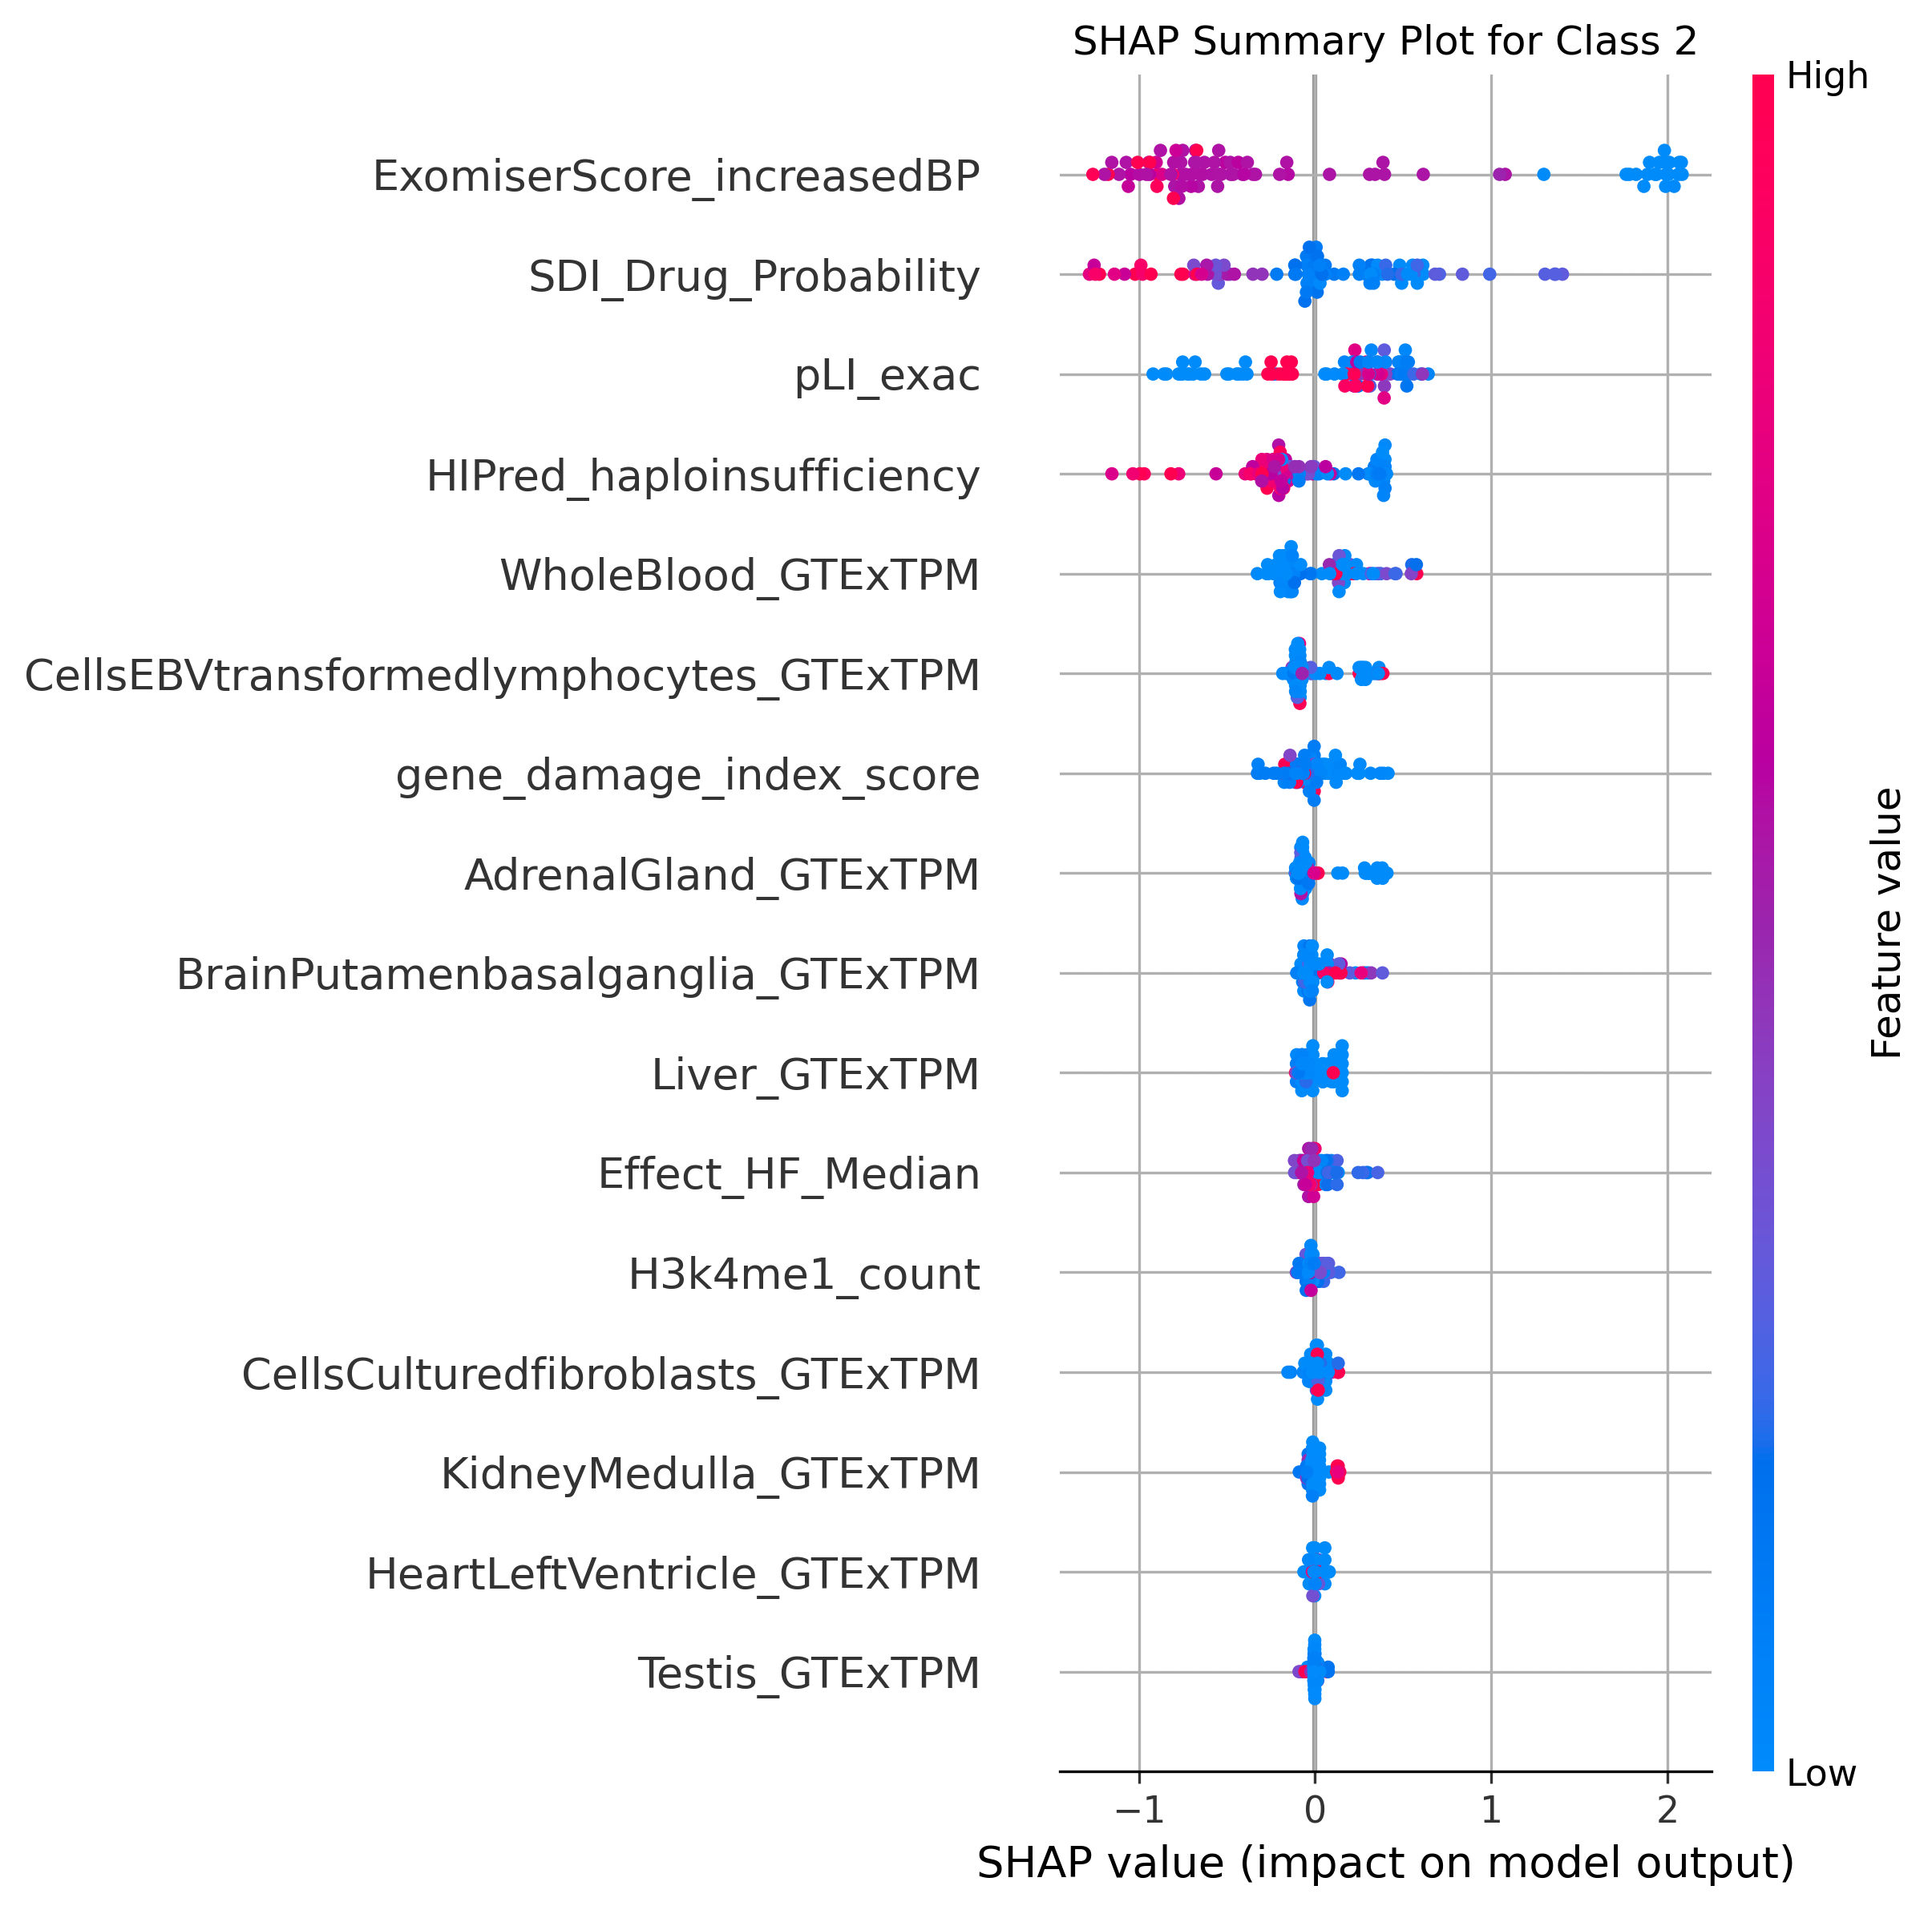 SHAP Summary Plot for Class 2
High
ExomiserScore_increasedBP
SDI_Drug_Probability
pLI_exac
HIPred_haploinsufficiency
WholeBlood_GTExTPM
CellsEBVtransformedlymphocytes_GTExTPM
gene_damage_index_score
AdrenalGland_GTExTPM
BrainPutamenbasalganglia_GTExTPM
Liver_GTExTPM
Effect_HF_Median
H3k4me1_count
CellsCulturedfibroblasts_GTExTPM
KidneyMedulla_GTExTPM
HeartLeftVentricle_GTExTPM
Testis_GTExTPM
Feature value
Low
−1 0 1 2
SHAP value (impact on model output)